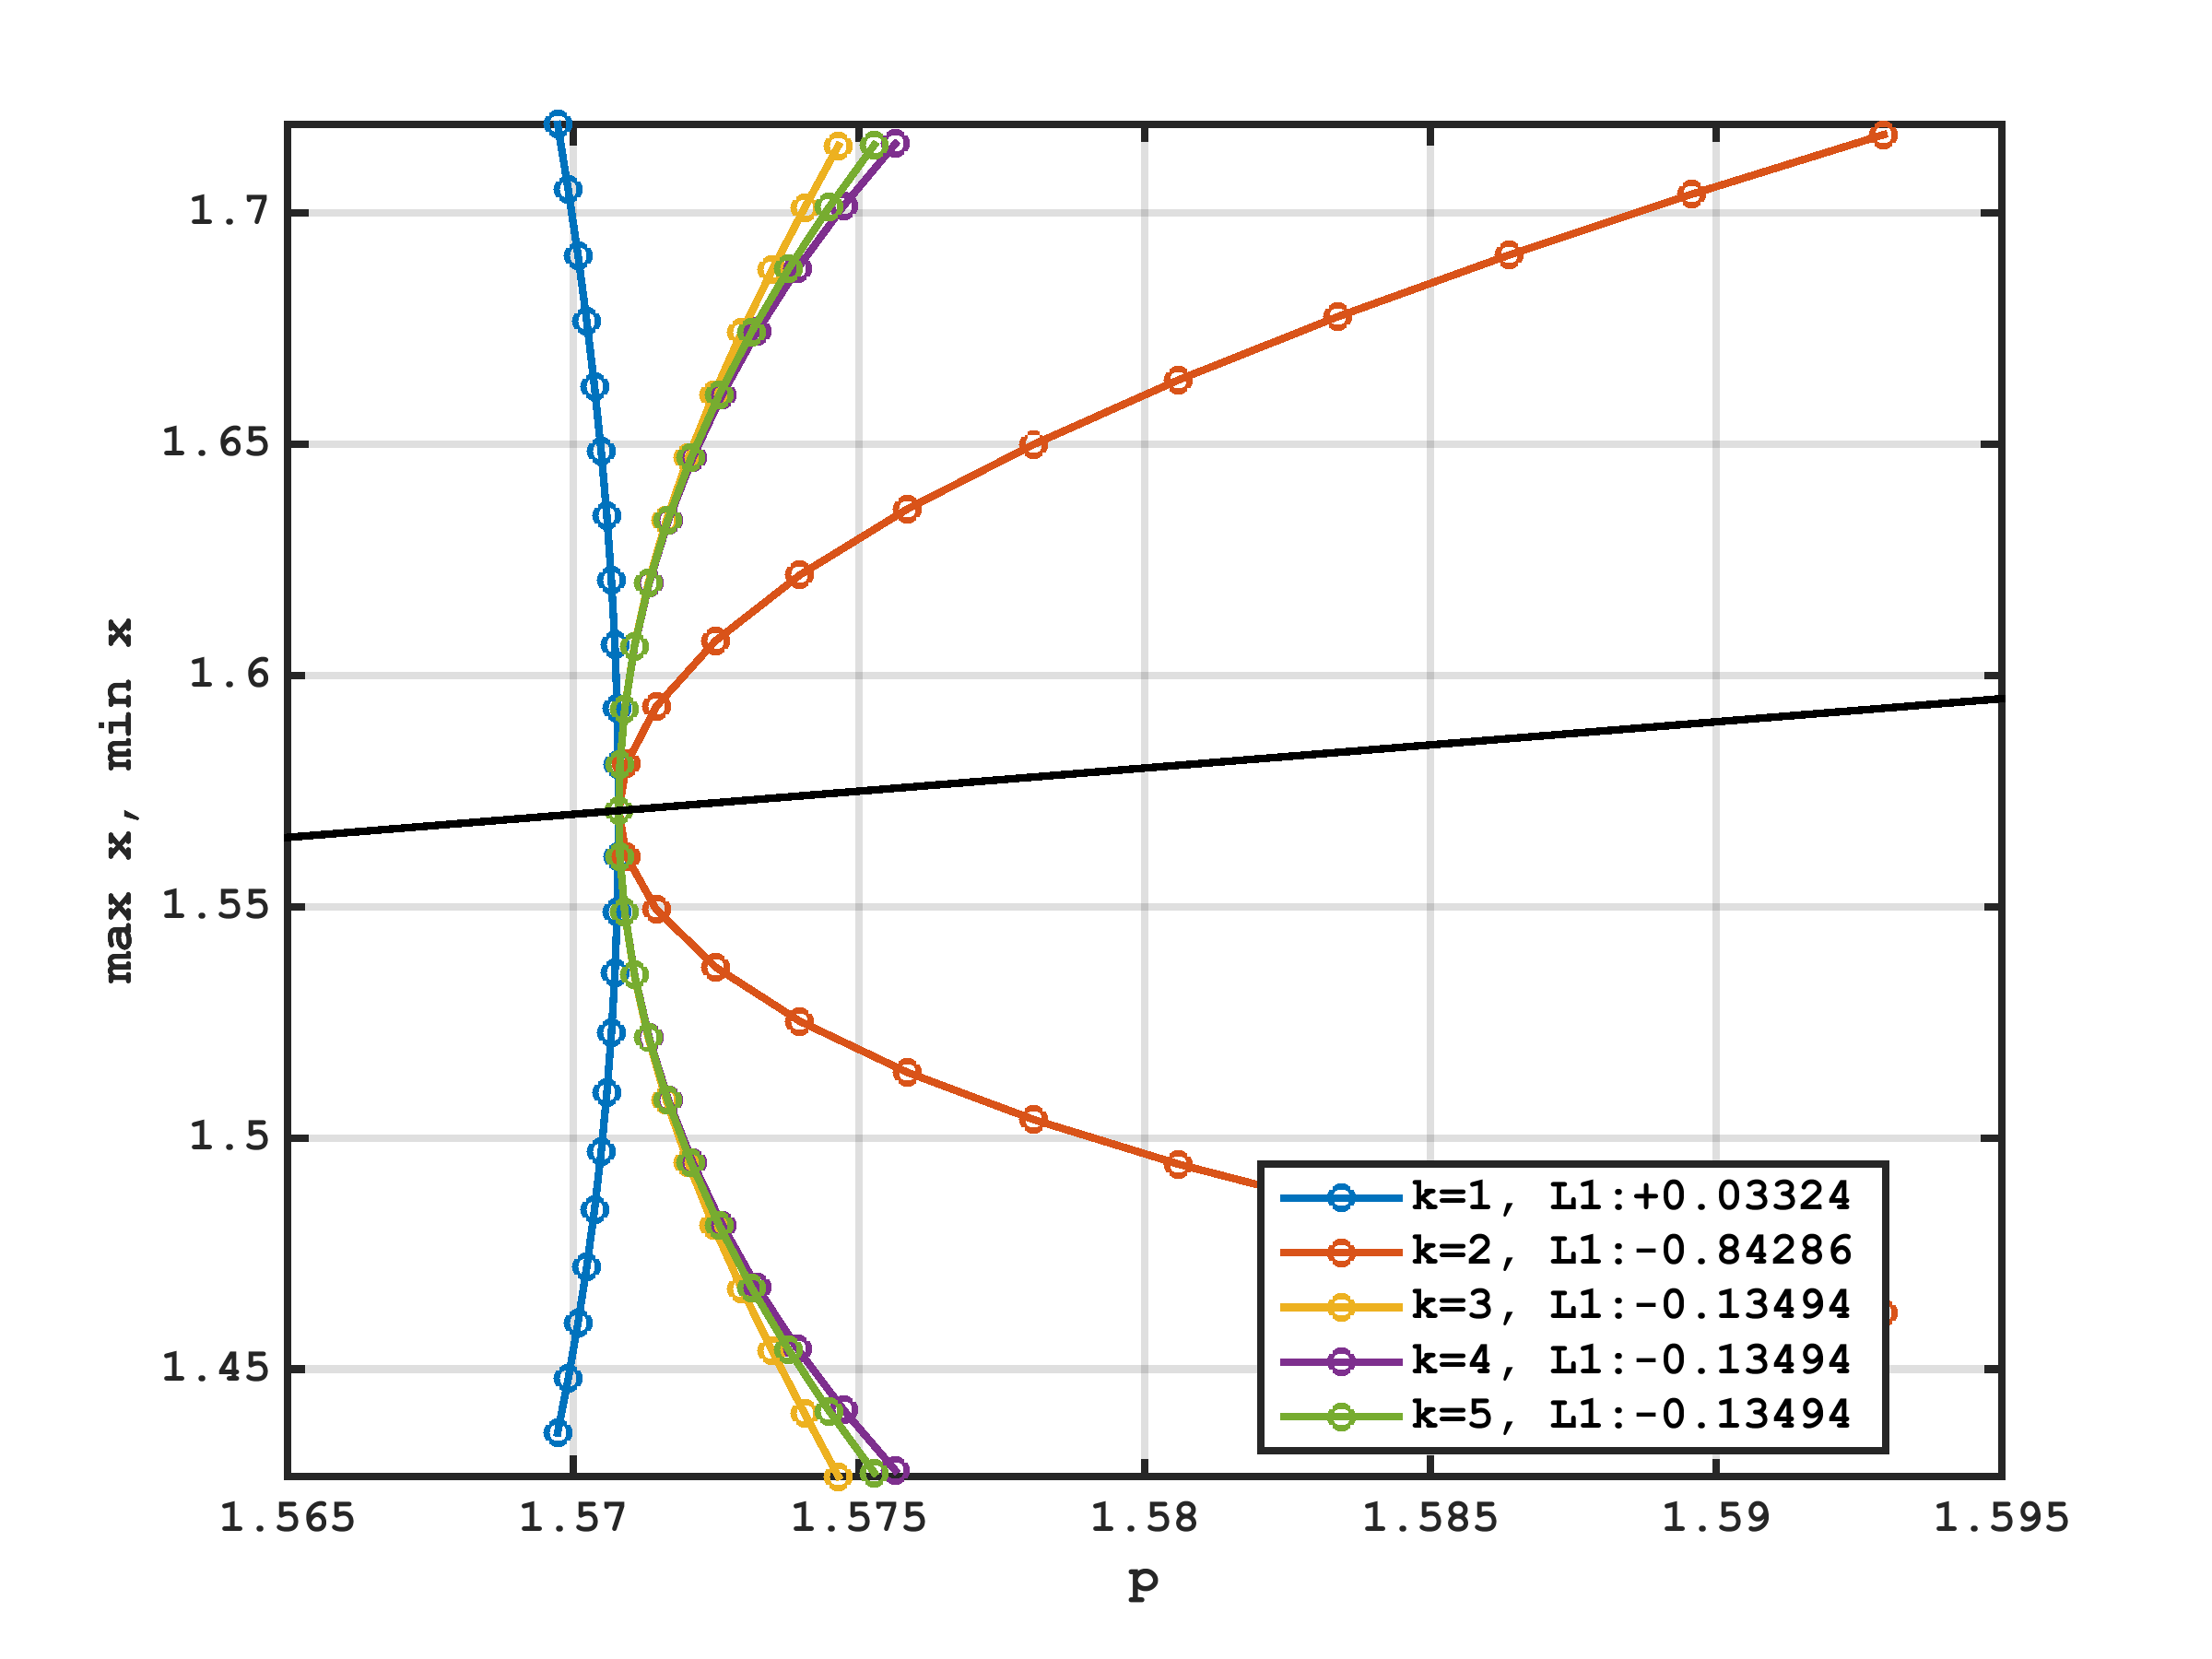 1.7
1.65
1.6
1.55
1.5
1.45
max x, min x
k=1, L1:+0.03324
k=2, L1:-0.84286
k=3, L1:-0.13494
k=4, L1:-0.13494
k=5, L1:-0.13494
1.565 1.57 1.575 1.58 1.585 1.59 1.595
p